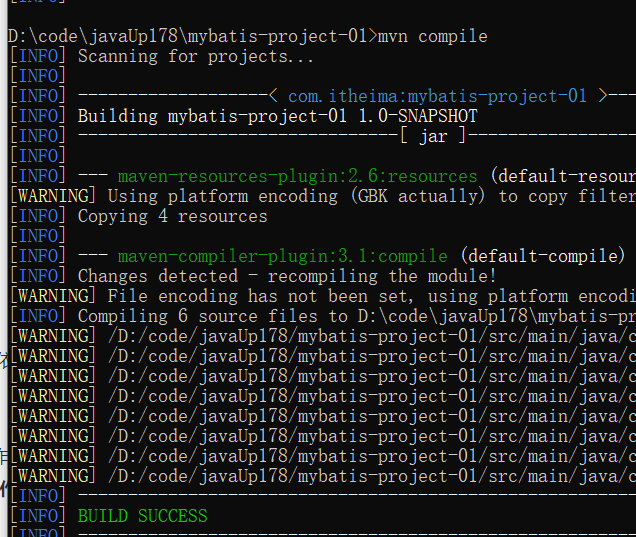 D:\code\javaUp178\mybatis-project-01>mvn compile
[INFO] Scanning for projects...
[INFO]
[INFO] -------------------< com.itheima:mybatis-project-01 >---
[INFO] Building mybatis-project-01 1.0-SNAPSHOT
[INFO] --------------------------------[ jar ]-----------------
[INFO]
[INFO] --- maven-resources-plugin:2.6:resources (default-resour
[WARNING] Using platform encoding (GBK actually) to copy filter
[INFO] Copying 4 resources
[INFO]
[INFO] --- maven-compiler-plugin:3.1:compile (default-compile)
[INFO] Changes detected - recompiling the module!
[WARNING] File encoding has not been set, using platform encodi
[INFO] Compiling 6 source files to D:\code\javaUp178\mybatis-pr
[WARNING] /D:/code/javaUp178/mybatis-project-01/src/main/java/c
[WARNING] /D:/code/javaUp178/mybatis-project-01/src/main/java/c
[WARNING] /D:/code/javaUp178/mybatis-project-01/src/main/java/c
[WARNING] /D:/code/javaUp178/mybatis-project-01/src/main/java/c
[WARNING] /D:/code/javaUp178/mybatis-project-01/src/main/java/c
[WARNING] /D:/code/javaUp178/mybatis-project-01/src/main/java/c
[WARNING] /D:/code/javaUp178/mybatis-project-01/src/main/java/c
[WARNING] /D:/code/javaUp178/mybatis-project-01/src/main/java/c
[INFO] --------------------------------------------------------
[INFO] BUILD SUCCESS
[INFO] --------------------------------------------------------